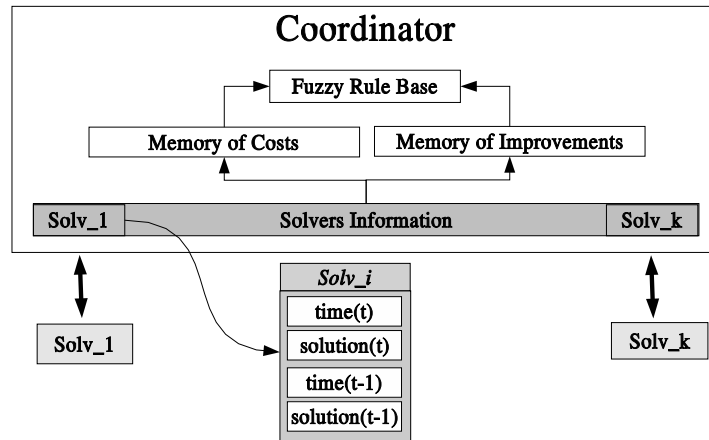 Coordinator
Fuzzy Rule Base
Memory of Costs
Memory of Improvements
Solv_1
Solvers Information
Solv_k
Solv_i
time(t)
solution(t)
time(t-1)
solution(t-1)
Solv_1
Solv_k